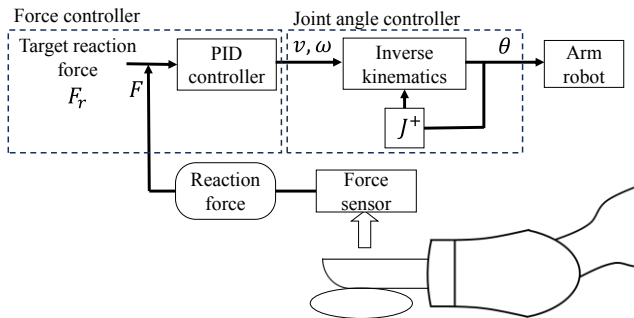 Force controller
Joint angle controller
Target reaction
force
F_r
F
PID
controller
v, ω
Inverse
kinematics
θ
Arm
robot
J^+
Reaction
force
Force
sensor